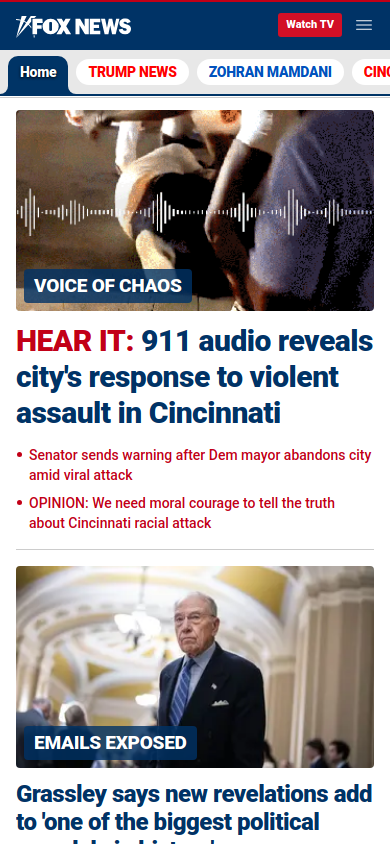 FOX NEWS
Watch TV
Home
TRUMP NEWS
ZOHRAN MAMDANI
VOICE OF CHAOS
HEAR IT: 911 audio reveals
city's response to violent
assault in Cincinnati
Senator sends warning after Dem mayor abandons city
amid viral attack
OPINION: We need moral courage to tell the truth
about Cincinnati racial attack
EMAILS EXPOSED
Grassley says new revelations add
to 'one of the biggest political